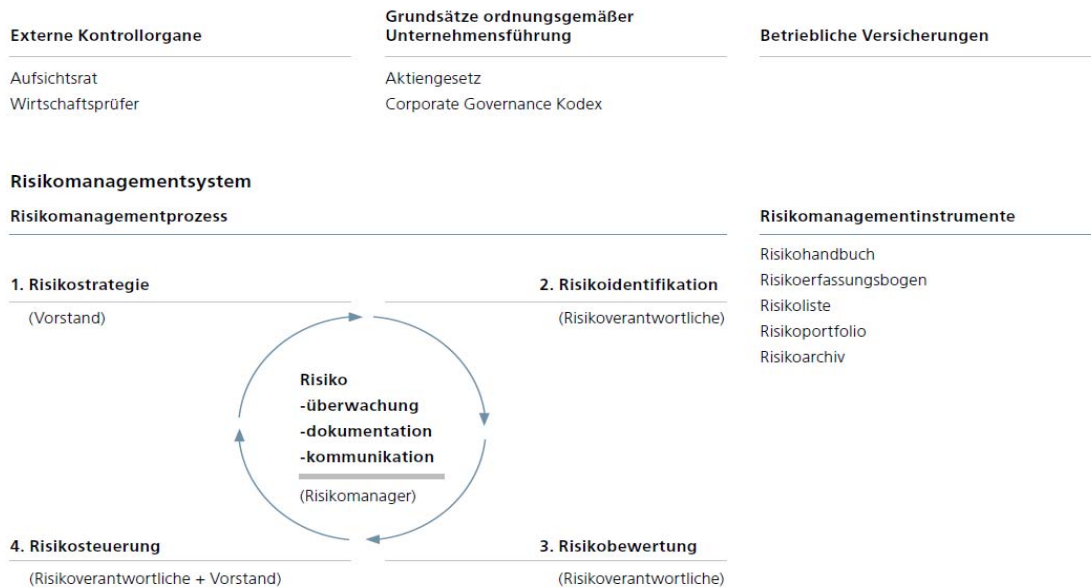 Externe Kontrollorgane
Aufsichtsrat
Wirtschaftsprüfer
Grundsätze ordnungsgemäßer
Unternehmensführung
Aktiengesetz
Corporate Governance Kodex
Betriebliche Versicherungen
Risikomanagementsystem
Risikomanagementprozess
1. Risikostrategie
(Vorstand)
2. Risikoidentifikation
(Risikoverantwortliche)
Risiko
-überwachung
-dokumentation
-kommunikation
(Risikomanager)
4. Risikosteuerung
(Risikoverantwortliche + Vorstand)
3. Risikobewertung
(Risikoverantwortliche)
Risikomanagementinstrumente
Risikohandbuch
Risikoerfassungsbogen
Risikoliste
Risikoportfolio
Risikoarchiv